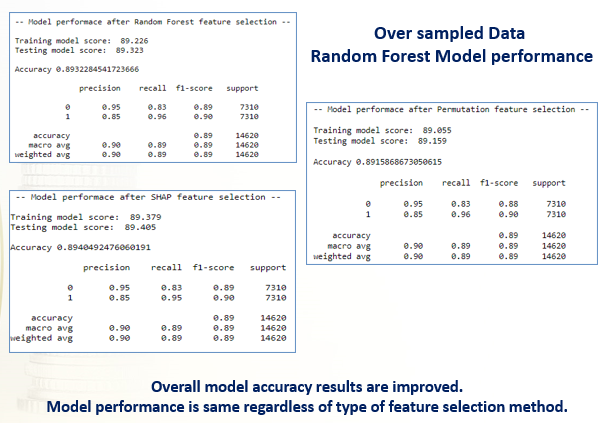 Over sampled Data
Random Forest Model performance
-- Model performace after Random Forest feature selection --
Training model score: 89.226
Testing model score: 89.323
Accuracy 0.8932284541723666
precision recall f1-score support
0 0.95 0.83 0.89 7310
1 0.85 0.96 0.90 7310
accuracy 0.89 14620
macro avg 0.90 0.89 0.89 14620
weighted avg 0.90 0.89 0.89 14620
-- Model performace after Permutation feature selection --
Training model score: 89.055
Testing model score: 89.159
Accuracy 0.8915868673050615
precision recall f1-score support
0 0.95 0.83 0.88 7310
1 0.85 0.96 0.90 7310
accuracy 0.89 14620
macro avg 0.90 0.89 0.89 14620
weighted avg 0.90 0.89 0.89 14620
-- Model performace after SHAP feature selection --
Training model score: 89.379
Testing model score: 89.405
Accuracy 0.8940492476060191
precision recall f1-score support
0 0.95 0.83 0.89 7310
1 0.85 0.95 0.90 7310
accuracy 0.89 14620
macro avg 0.90 0.89 0.89 14620
weighted avg 0.90 0.89 0.89 14620
Overall model accuracy results are improved.
Model performance is same regardless of type of feature selection method.